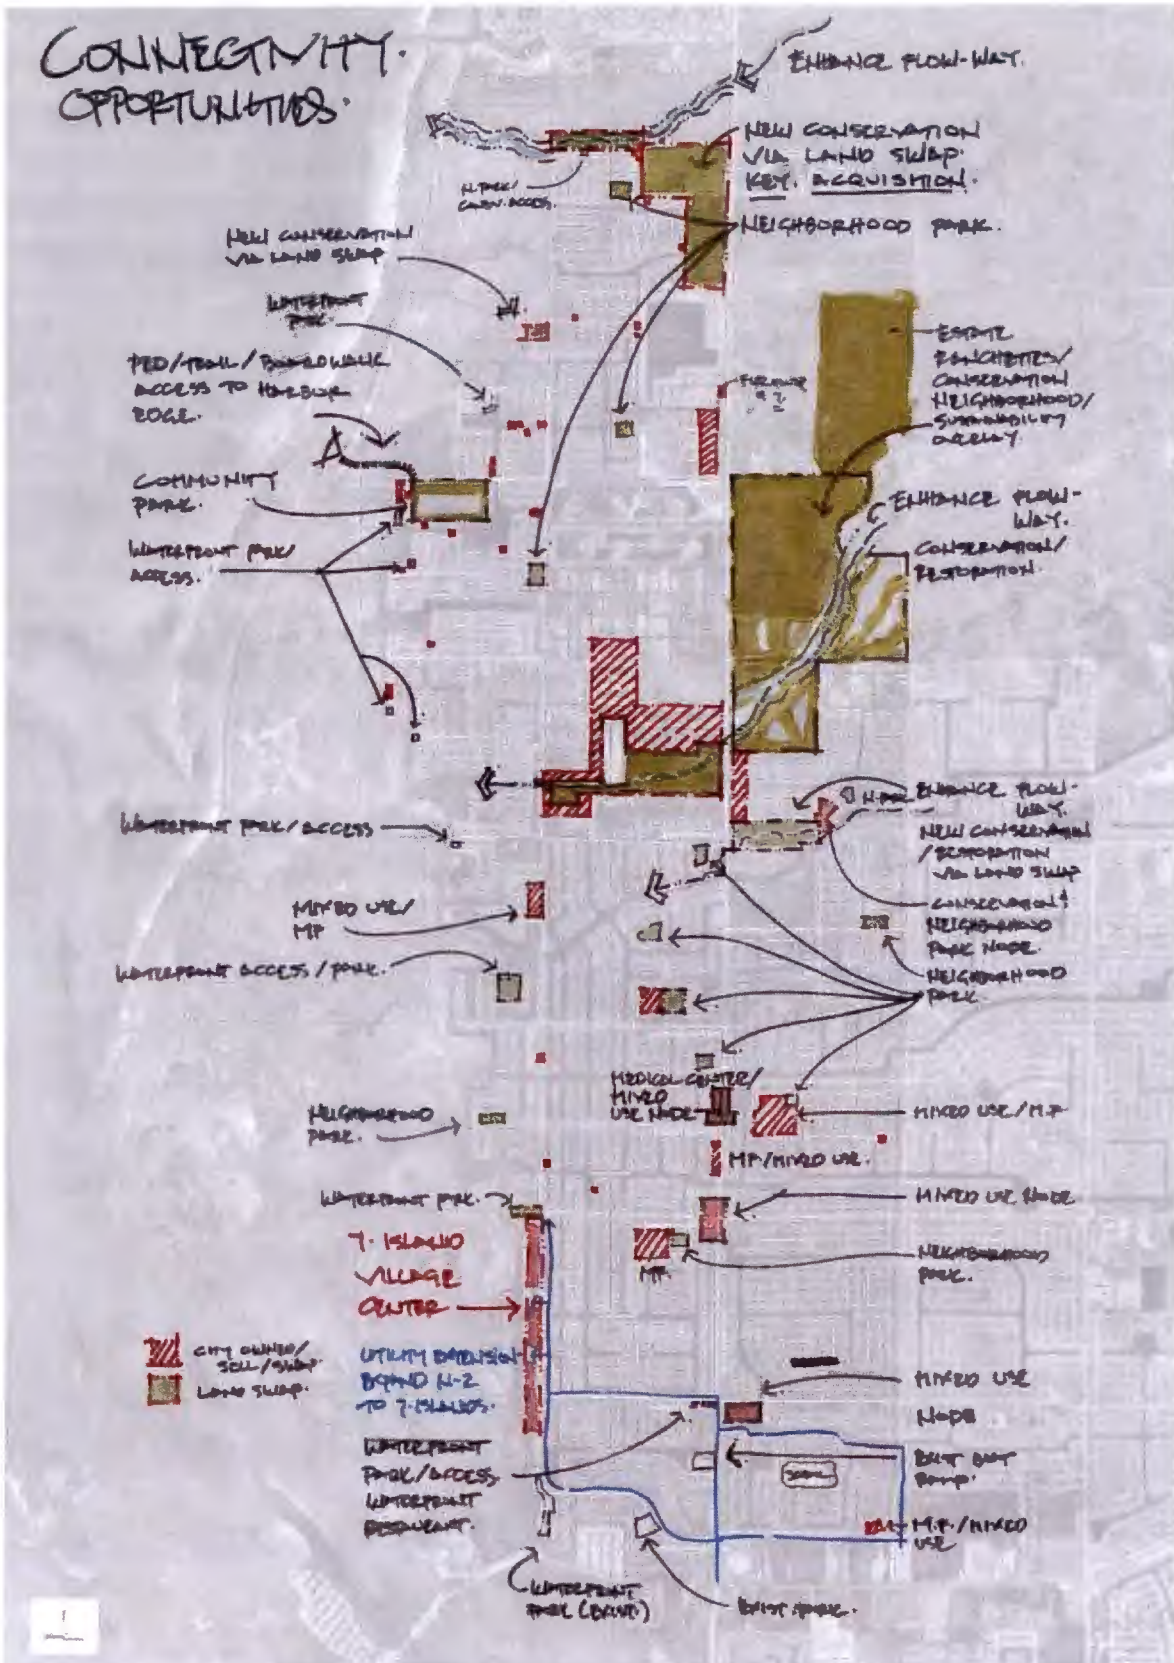 CONNECTIVITY.
OPPORTUNITIES.
ENHANCE FLOW-WAY.
NEW CONSERVATION
VIA LAND SWAP.
KEY. ACQUISITION.
N. PARK/
NEIGHBORHOOD PARK.
NEW CONSERVATION
VIA LAND SWAP
WATERFRONT
PRK.
PED/TRAIL/BOARDWALK
ACCESS TO HARBOR
EDGE.
ESTATE
RANCHETTES/
CONSERVATION
NEIGHBORHOOD/
SUSTAINABILITY
OVERLAY.
COMMUNITY
PARK.
ENHANCE FLOW-
WAY.
WATERFRONT PARK/
ACCESS.
CONSERVATION/
RESTORATION.
N. PRK
ENHANCE FLOW-
WAY.
WATERFRONT PARK/ACCESS
NEW CONSERVATION
/RESTORATION
VIA LAND SWAP
MIXED USE/
MF
CONSERVATION &
NEIGHBORHOOD
PARK NODE.
WATERFRONT ACCESS/PARK.
NEIGHBORHOOD
PARK
MEDICAL CENTER/
MIXED
USE NODE
NEIGHBORHOOD
PARK.
MIXED USE/M.F
MF/MIXED USE.
WATERFRONT PRK.
MIXED USE NODE
7-ISLAND
VILLAGE
CENTER
NEIGHBORHOOD
PARK.
MF.
CITY OWNED/
SELL/SWAP.
LAND SWAP.
UTILITY EXTENSION
BEYOND N-2
TO 7-ISLANDS.
MIXED USE
NODE
WATERFRONT
PARK/ACCESS
WATERFRONT
RESTAURANT.
EXIST BOAT
RAMP.
M.F./MIXED
USE
WATERFRONT
PARK (EXIST.)
EXIST. PARK.